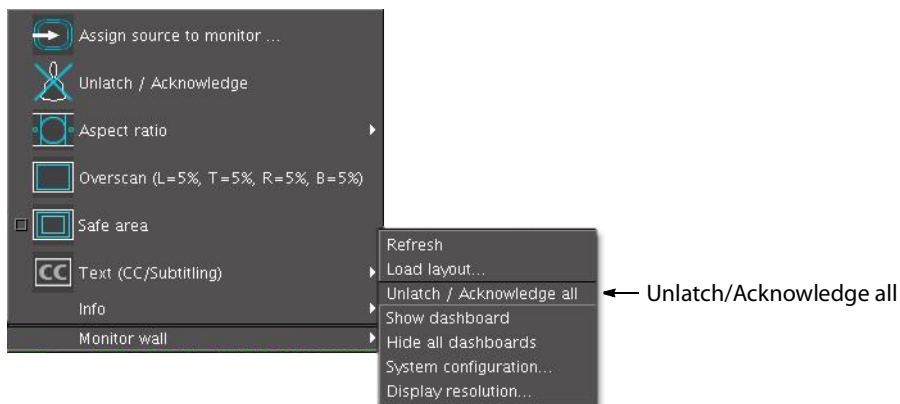 Assign source to monitor ...
Unlatch / Acknowledge
Aspect ratio
Overscan (L=5%, T=5%, R=5%, B=5%)
Safe area
CC Text (CC/Subtitling)
Info
Monitor wall
Refresh
Load layout...
Unlatch / Acknowledge all
Show dashboard
Hide all dashboards
System configuration...
Display resolution...
Unlatch/Acknowledge all